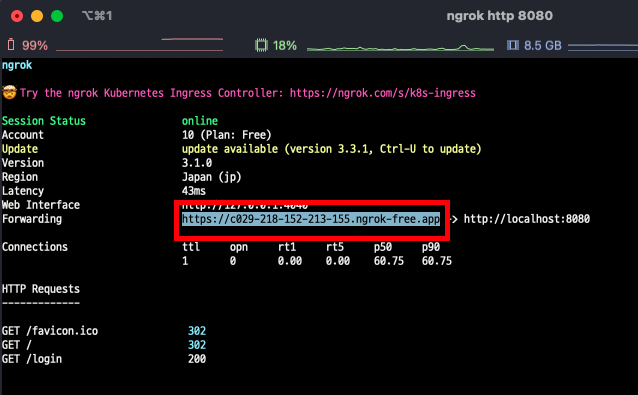 ⌥⌘1 ngrok http 8080
99% 18% 8.5 GB
ngrok
🤯 Try the ngrok Kubernetes Ingress Controller: https://ngrok.com/s/k8s-ingress
Session Status online
Account 10 (Plan: Free)
Update update available (version 3.3.1, Ctrl-U to update)
Version 3.1.0
Region Japan (jp)
Latency 43ms
Web Interface http://127.0.0.1:4040
Forwarding https://c029-218-152-213-155.ngrok-free.app -> http://localhost:8080
Connections ttl opn rt1 rt5 p50 p90
1 0 0.00 0.00 60.75 60.75
HTTP Requests
-------------
GET /favicon.ico 302
GET / 302
GET /login 200